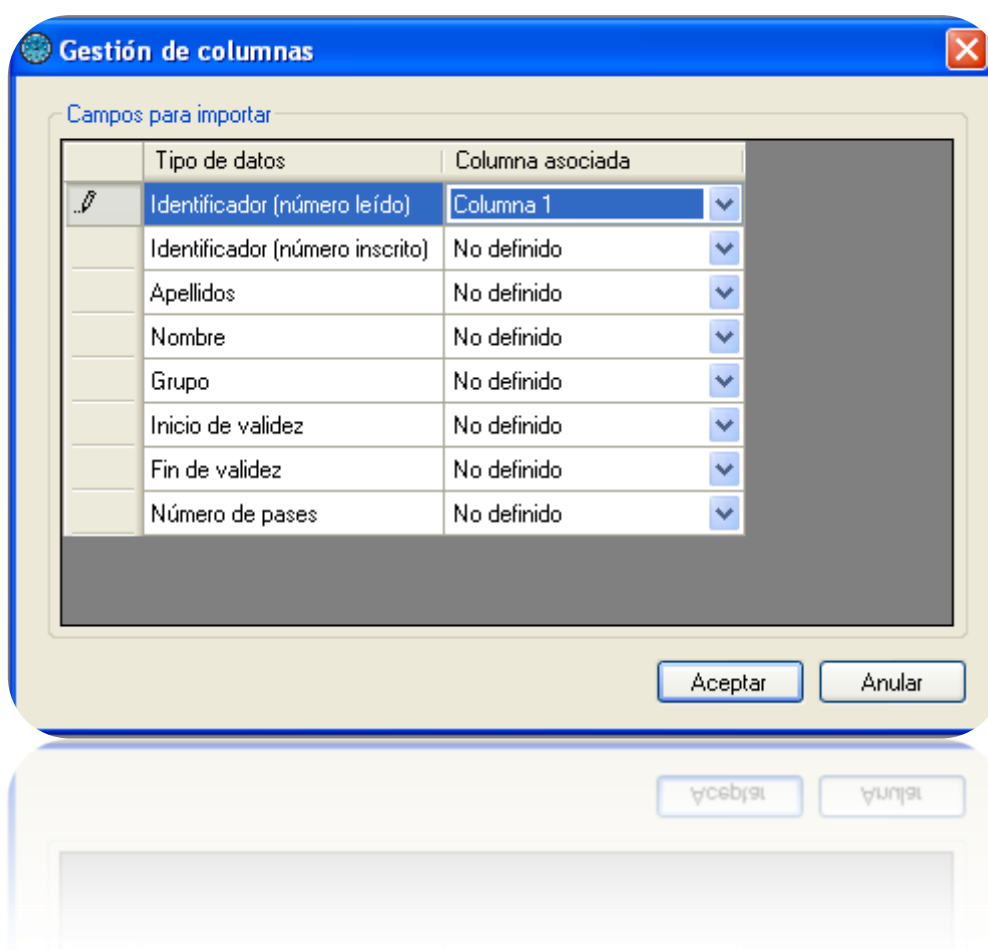 Gestión de columnas
Campos para importar
Tipo de datos Columna asociada
Identificador (número leído) Columna 1
Identificador (número inscrito) No definido
Apellidos No definido
Nombre No definido
Grupo No definido
Inicio de validez No definido
Fin de validez No definido
Número de pases No definido
Aceptar Anular
Aceptar Anular